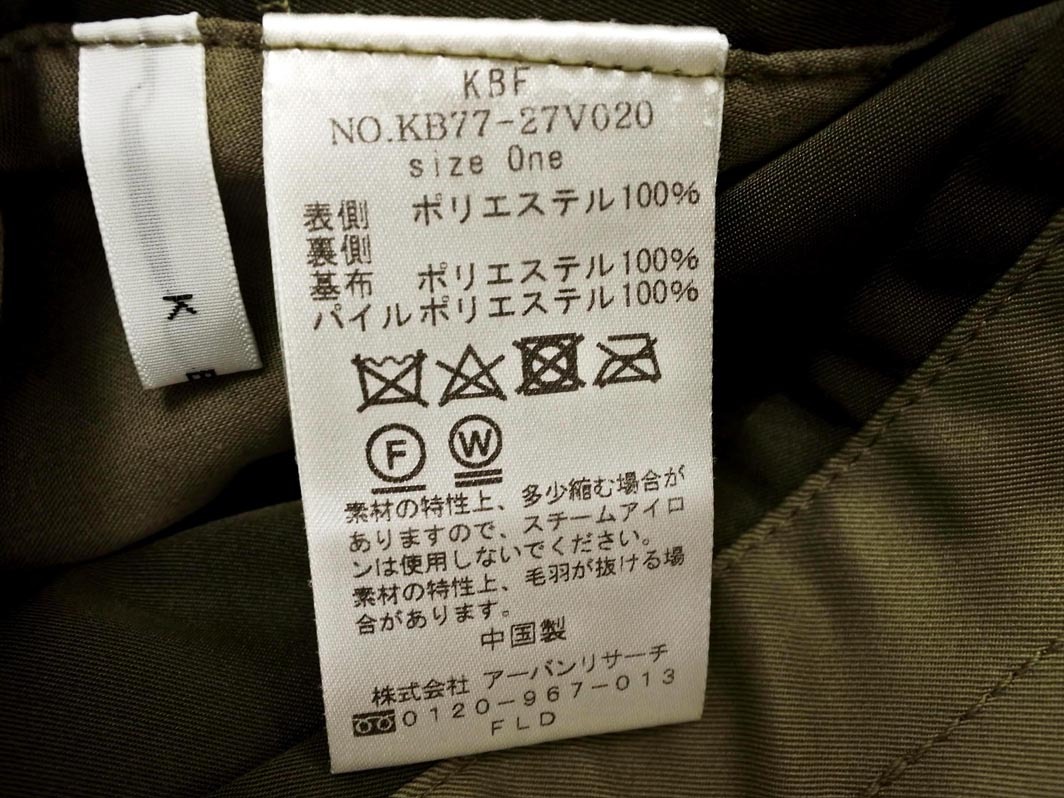 K
KBF
NO.KB77-27V020
size One
表側 ポリエステル100%
裏側
基布 ポリエステル100%
パイル ポリエステル100%
F W
素材の特性上、多少縮む場合が
ありますので、スチームアイロ
ンは使用しないでください。
素材の特性上、毛羽が抜ける場
合があります。
中国製
株式会社 アーバンリサーチ
0120-967-013
FLD